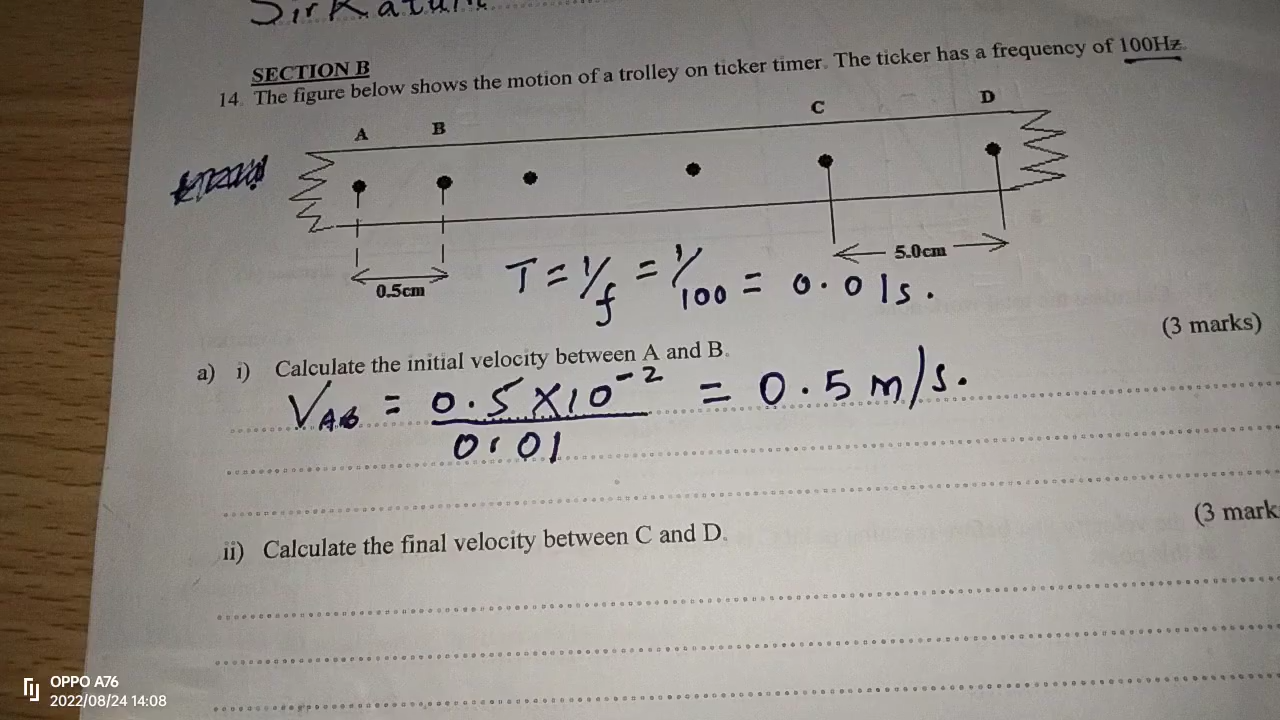 Sir Katum
SECTION B
14. The figure below shows the motion of a trolley on ticker timer. The ticker has a frequency of 100Hz.
A B C D
0.5cm
5.0cm
T = 1/f = 1/100 = 0.01s.
(3 marks)
a) i) Calculate the initial velocity between A and B.
VAB = 0.5 X10-2 = 0.5 m/s.
0.01
(3 mark
ii) Calculate the final velocity between C and D.
OPPO A76
2022/08/24 14:08